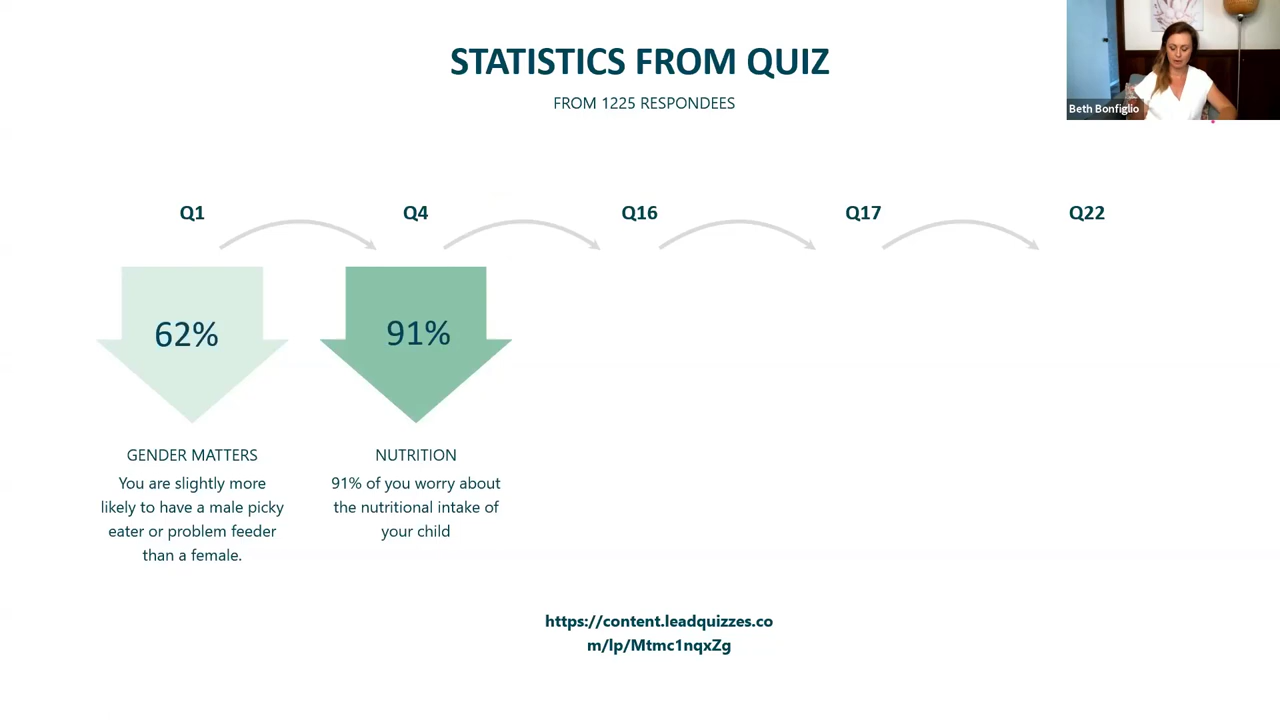 STATISTICS FROM QUIZ
FROM 1225 RESPONDEES
Beth Bonfiglio
Q1
Q4
Q16
Q17
Q22
62%
91%
GENDER MATTERS
You are slightly more
likely to have a male picky
eater or problem feeder
than a female.
NUTRITION
91% of you worry about
the nutritional intake of
your child
https://content.leadquizzes.co
m/lp/Mtmc1nqxZg